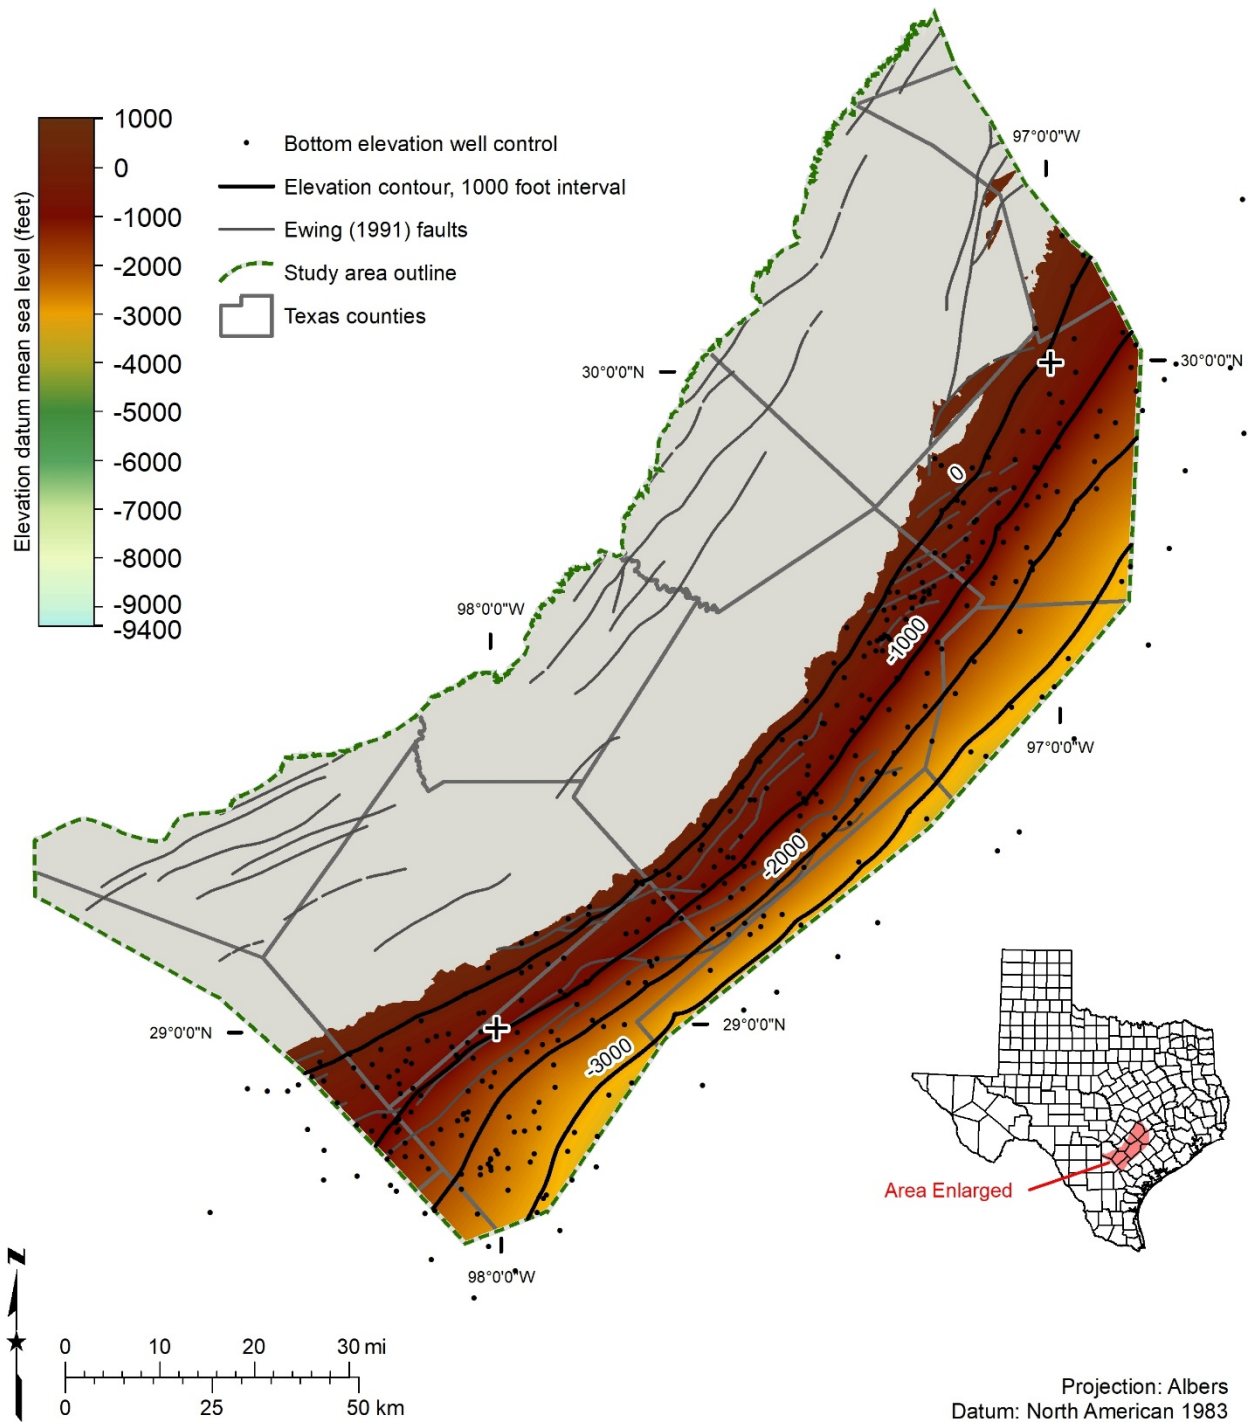 97°0'0"W
1000
0
-1000
-2000
-3000
-4000
-5000
-6000
-7000
-8000
-9000
-9400
Elevation datum mean sea level (feet)
Bottom elevation well control
Elevation contour, 1000 foot interval
Ewing (1991) faults
Study area outline
Texas counties
30°0'0"N
30°0'0"N
0
98°0'0"W
-1000
97°0'0"W
-2000
29°0'0"N
29°0'0"N
-3000
98°0'0"W
Area Enlarged
N
0 10 20 30 mi
0 25 50 km
Projection: Albers
Datum: North American 1983